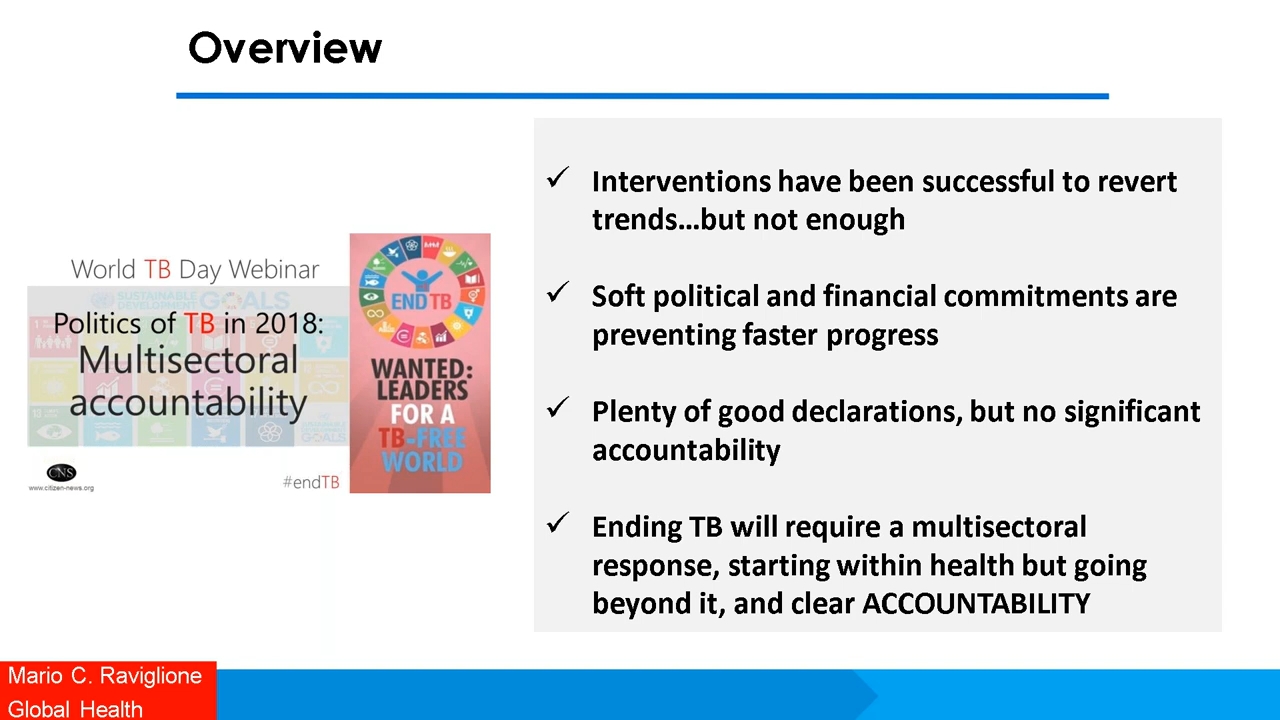 Overview
World TB Day Webinar
SUSTAINABLE
DEVELOPMENT GOALS
Politics of TB in 2018:
Multisectoral
accountability
CNS
www.citizen-news.org
#endTB
END TB
WANTED:
LEADERS
FOR A
TB-FREE
WORLD
✓ Interventions have been successful to revert
trends...but not enough
✓ Soft political and financial commitments are
preventing faster progress
✓ Plenty of good declarations, but no significant
accountability
✓ Ending TB will require a multisectoral
response, starting within health but going
beyond it, and clear ACCOUNTABILITY
Mario C. Raviglione
Global Health